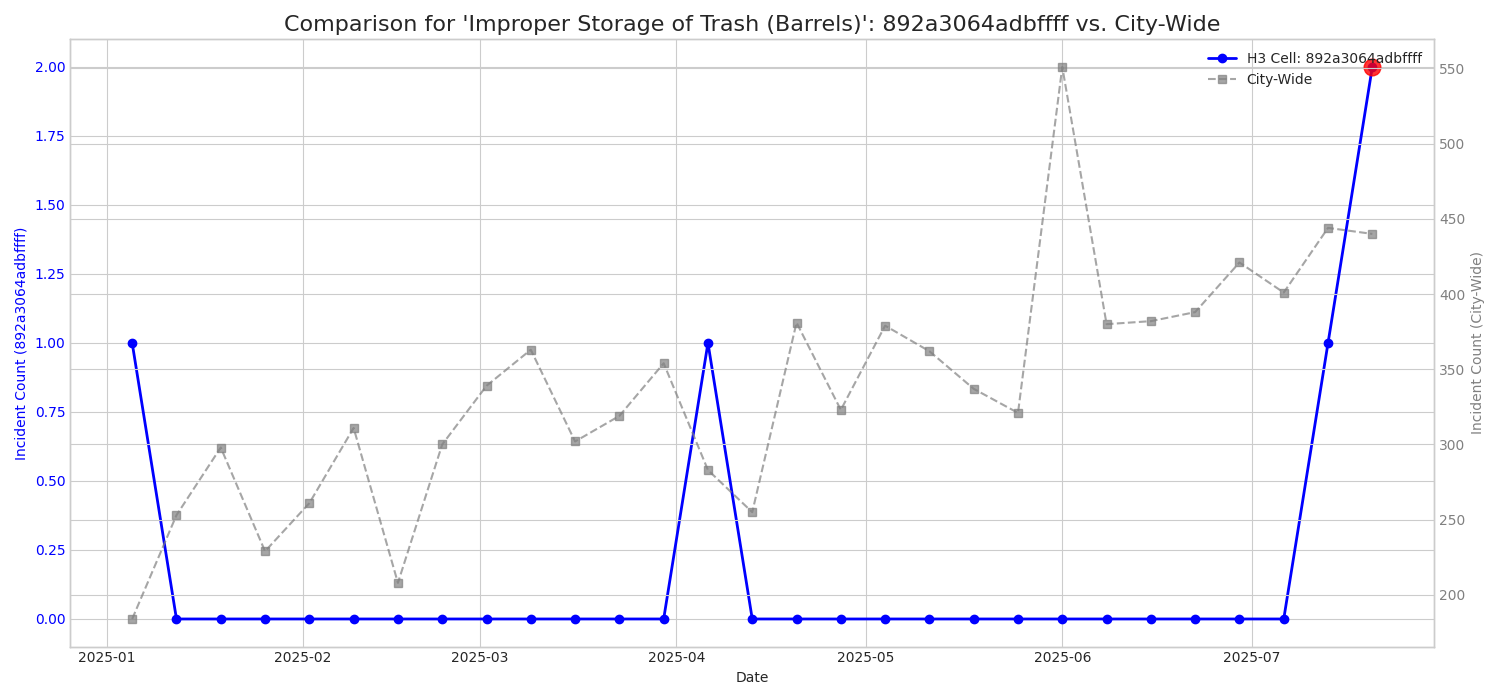 Comparison for 'Improper Storage of Trash (Barrels)': 892a3064adbffff vs. City-Wide
H3 Cell: 892a3064adbffff
City-Wide
Incident Count (892a3064adbffff)
2.00
1.75
1.50
1.25
1.00
0.75
0.50
0.25
0.00
550
500
450
400
350
300
250
200
Incident Count (City-Wide)
2025-01 2025-02 2025-03 2025-04 2025-05 2025-06 2025-07
Date